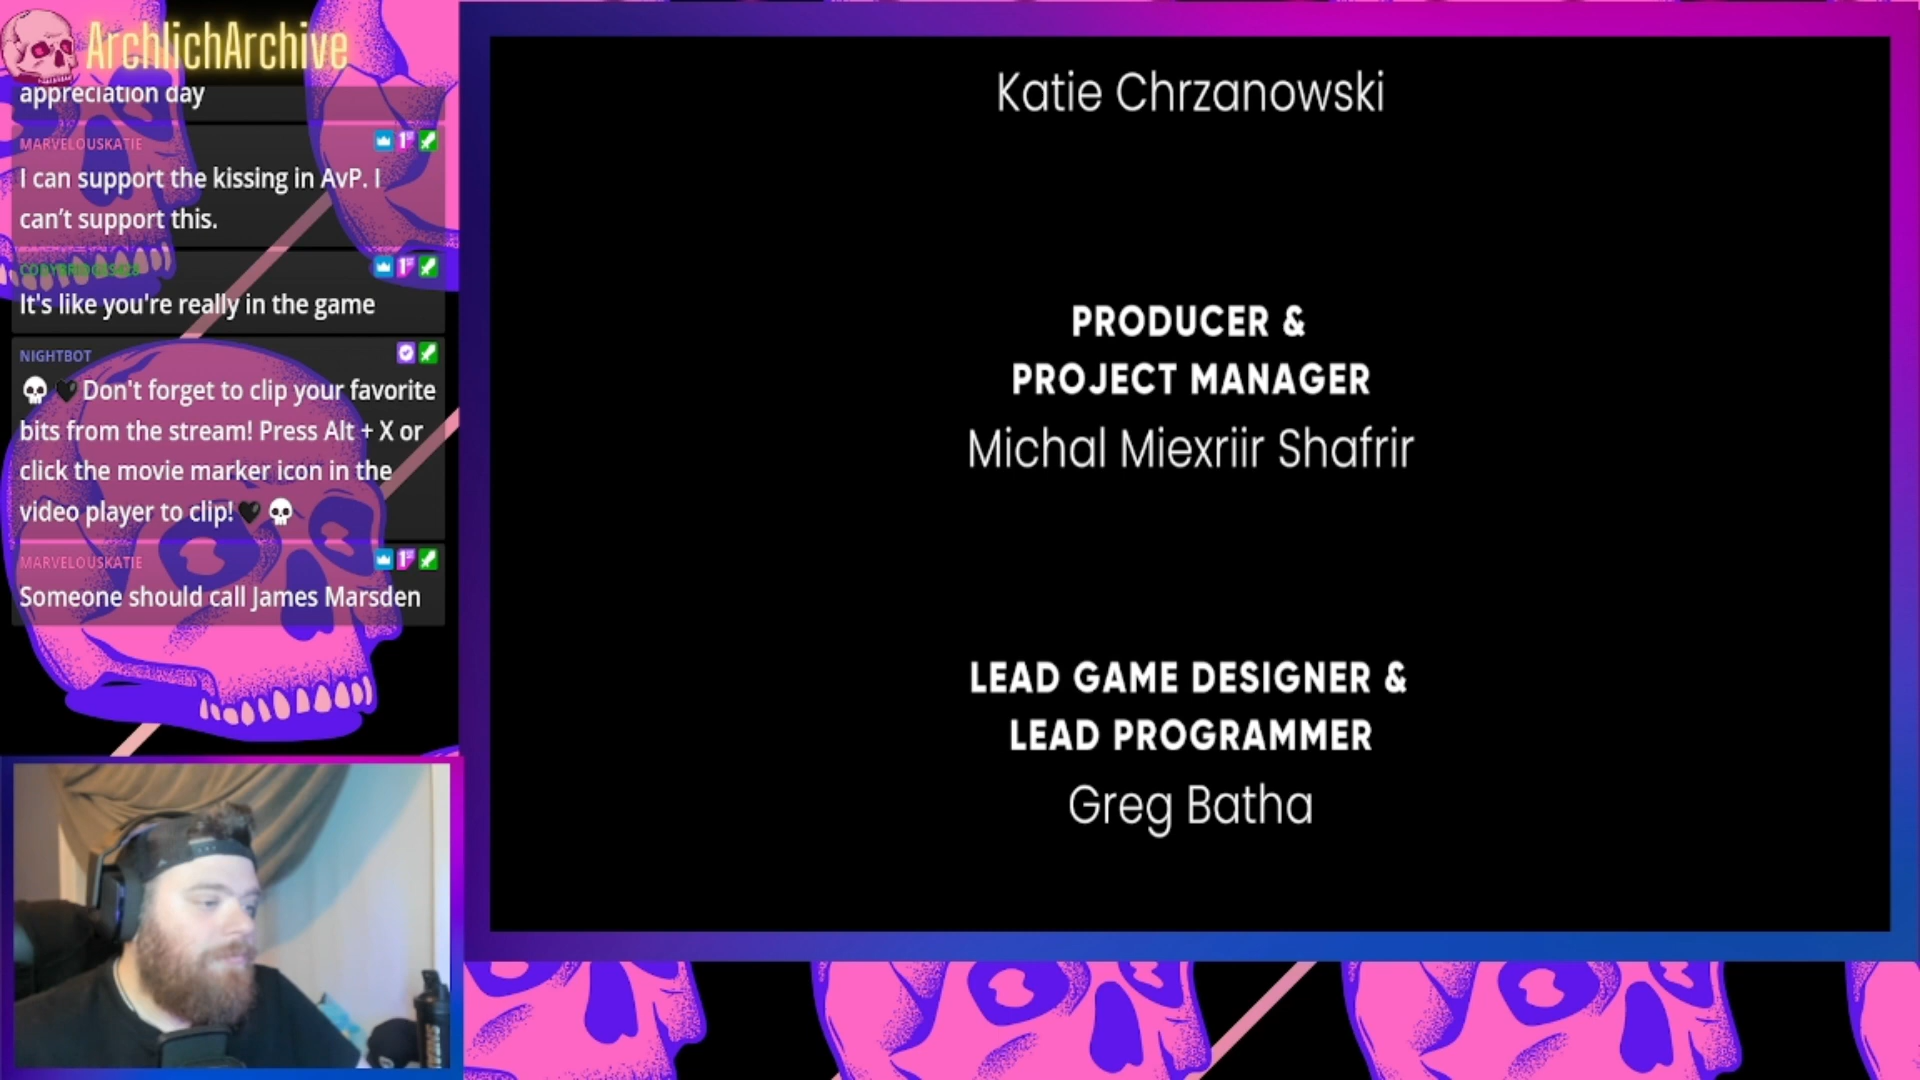 ArchlichArchive
appreciation day
MARVELOUSKATIE
I can support the kissing in AvP. I
can't support this.
It's like you're really in the game
NIGHTBOT
Don't forget to clip your favorite
bits from the stream! Press Alt + X or
click the movie marker icon in the
video player to clip!
MARVELOUSKATIE
Someone should call James Marsden
Katie Chrzanowski
PRODUCER &
PROJECT MANAGER
Michal Miexriir Shafrir
LEAD GAME DESIGNER &
LEAD PROGRAMMER
Greg Batha